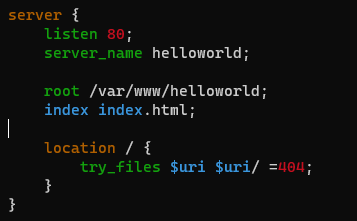 server {
    listen 80;
    server_name helloworld;

    root /var/www/helloworld;
    index index.html;

    location / {
        try_files $uri $uri/ =404;
    }
}